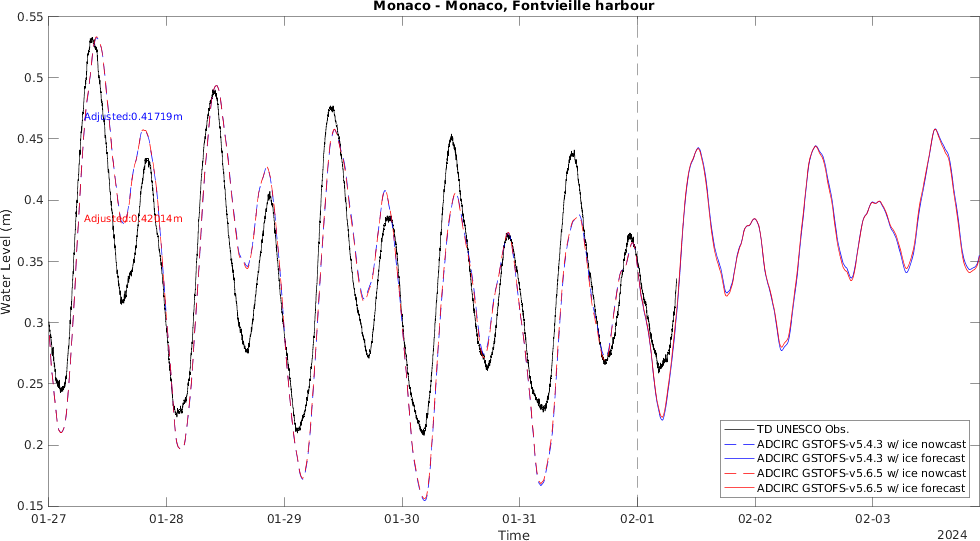 Monaco - Monaco, Fontvieille harbour
0.55
0.5
0.45
0.4
0.35
0.3
0.25
0.2
0.15
Water Level (m)
Adjusted:0.41719m
Adjusted:0.42014m
TD UNESCO Obs.
ADCIRC GSTOFS-v5.4.3 w/ ice nowcast
ADCIRC GSTOFS-v5.4.3 w/ ice forecast
ADCIRC GSTOFS-v5.6.5 w/ ice nowcast
ADCIRC GSTOFS-v5.6.5 w/ ice forecast
01-27 01-28 01-29 01-30 01-31 02-01 02-02 02-03
Time
2024